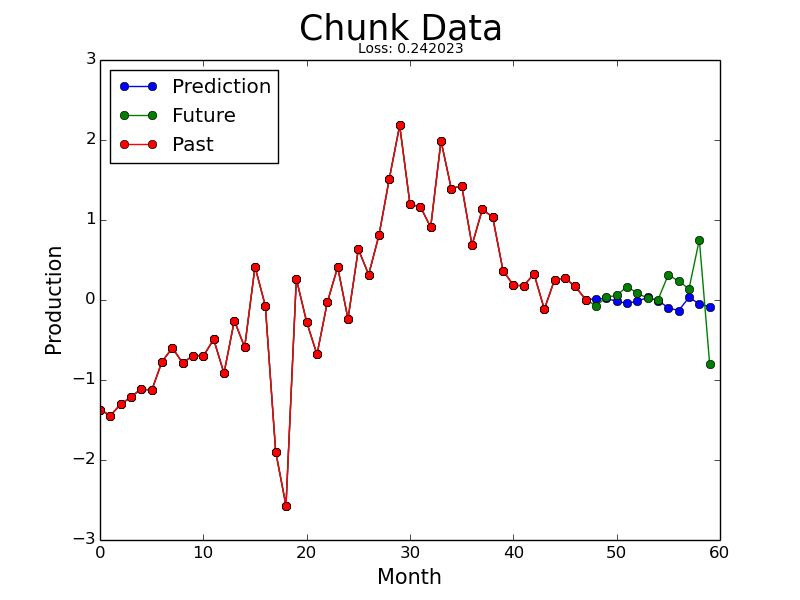 Chunk Data
Loss: 0.242023
Prediction
Future
Past
3
2
1
0
−1
−2
−3
Production
0 10 20 30 40 50 60
Month